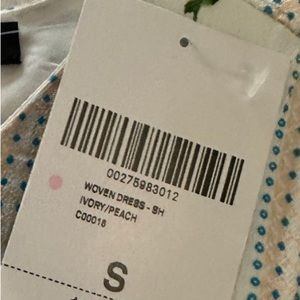 00275983012
WOVEN DRESS - SH
IVORY/PEACH
C00018
S